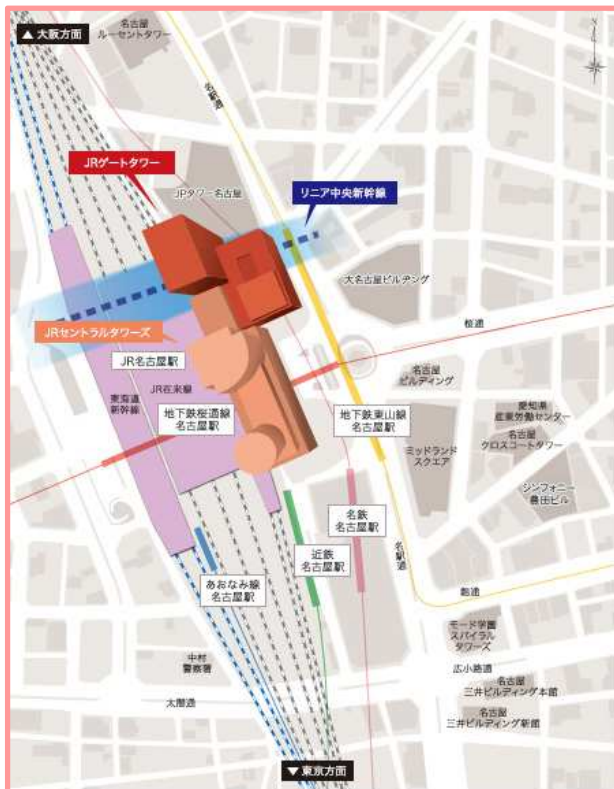 ▲ 大阪方面
名古屋
ルーセントタワー
名駅通
JRゲートタワー
JPタワー名古屋
リニア中央新幹線
大名古屋ビルヂング
桜通
JRセントラルタワーズ
JR名古屋駅
JR在来線
東海道
新幹線
地下鉄桜通線
名古屋駅
地下鉄東山線
名古屋駅
名古屋
ビルディング
愛知県
産業労働センター
名古屋
クロスコートタワー
ミッドランド
スクエア
シンフォニー
豊田ビル
名鉄
名古屋駅
近鉄
名古屋駅
あおなみ線
名古屋駅
名駅通
錦通
モード学園
スパイラル
タワーズ
中村
警察署
広小路通
太閤通
名古屋
三井ビルディング本館
名古屋
三井ビルディング新館
▼ 東京方面